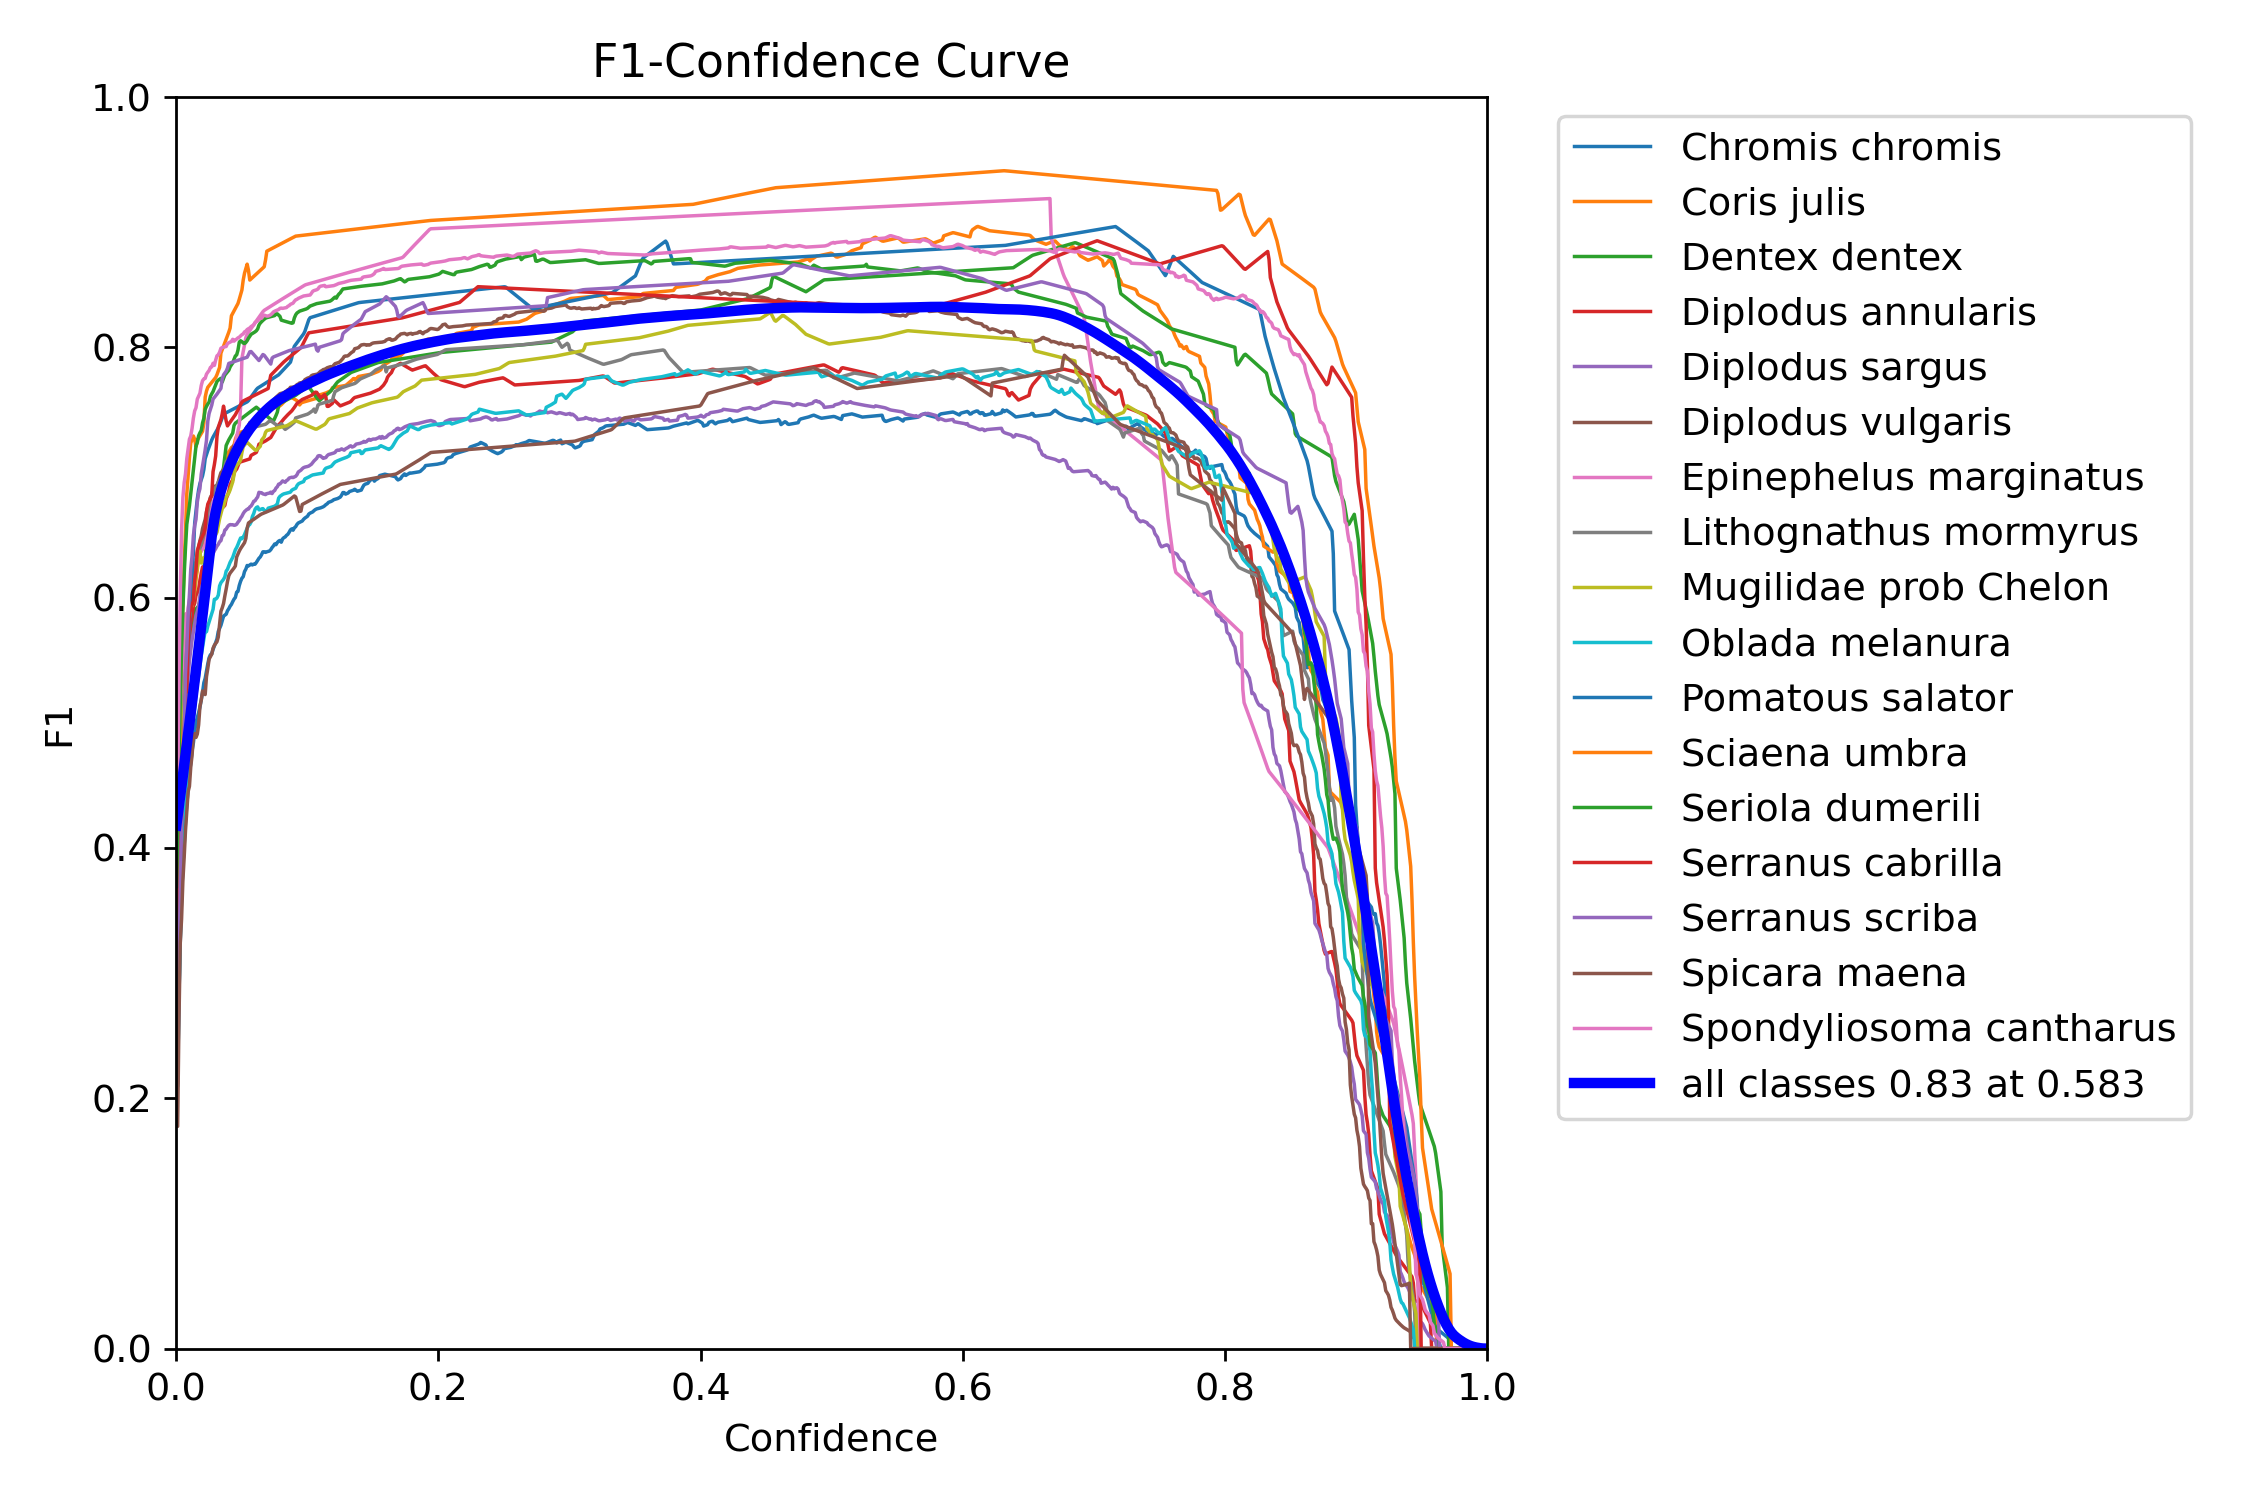 F1-Confidence Curve
1.0
0.8
0.6
0.4
0.2
0.0
F1
0.0 0.2 0.4 0.6 0.8 1.0
Confidence
Chromis chromis
Coris julis
Dentex dentex
Diplodus annularis
Diplodus sargus
Diplodus vulgaris
Epinephelus marginatus
Lithognathus mormyrus
Mugilidae prob Chelon
Oblada melanura
Pomatous salator
Sciaena umbra
Seriola dumerili
Serranus cabrilla
Serranus scriba
Spicara maena
Spondyliosoma cantharus
all classes 0.83 at 0.583